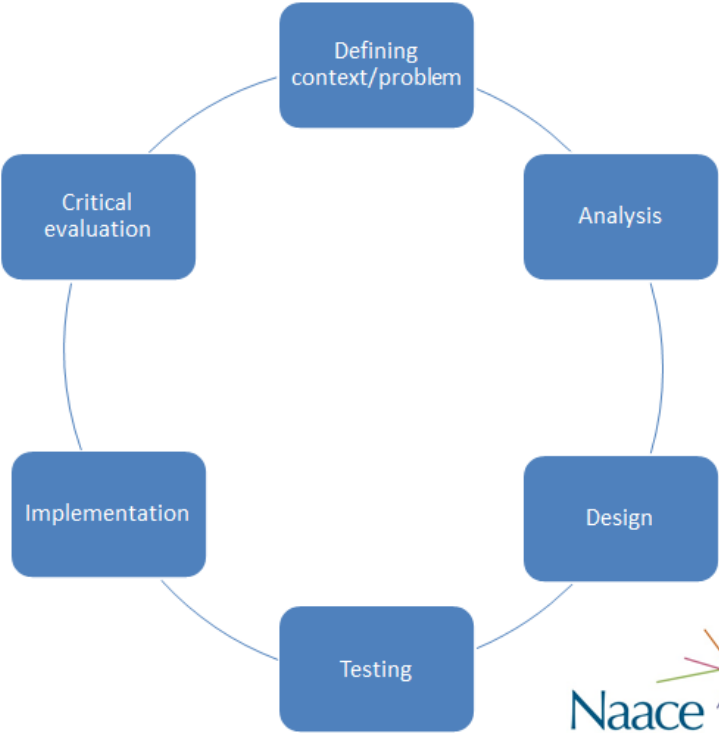 Defining
context/problem
Analysis
Design
Testing
Implementation
Critical
evaluation
Naace